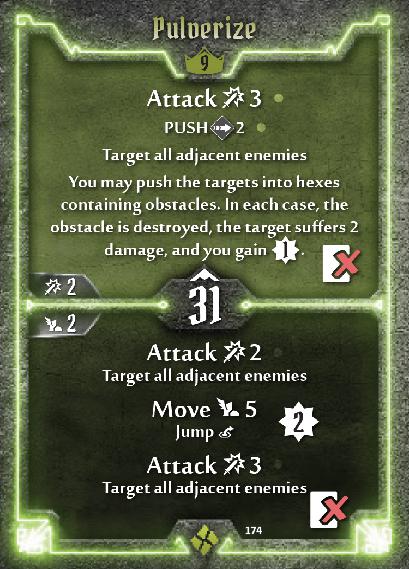 Pulverize
9
Attack 3
PUSH 2
Target all adjacent enemies
You may push the targets into hexes
containing obstacles. In each case, the
obstacle is destroyed, the target suffers 2
damage, and you gain 1.
2
31
2
Attack 2
Target all adjacent enemies
Move 5
Jump
2
Attack 3
Target all adjacent enemies
174